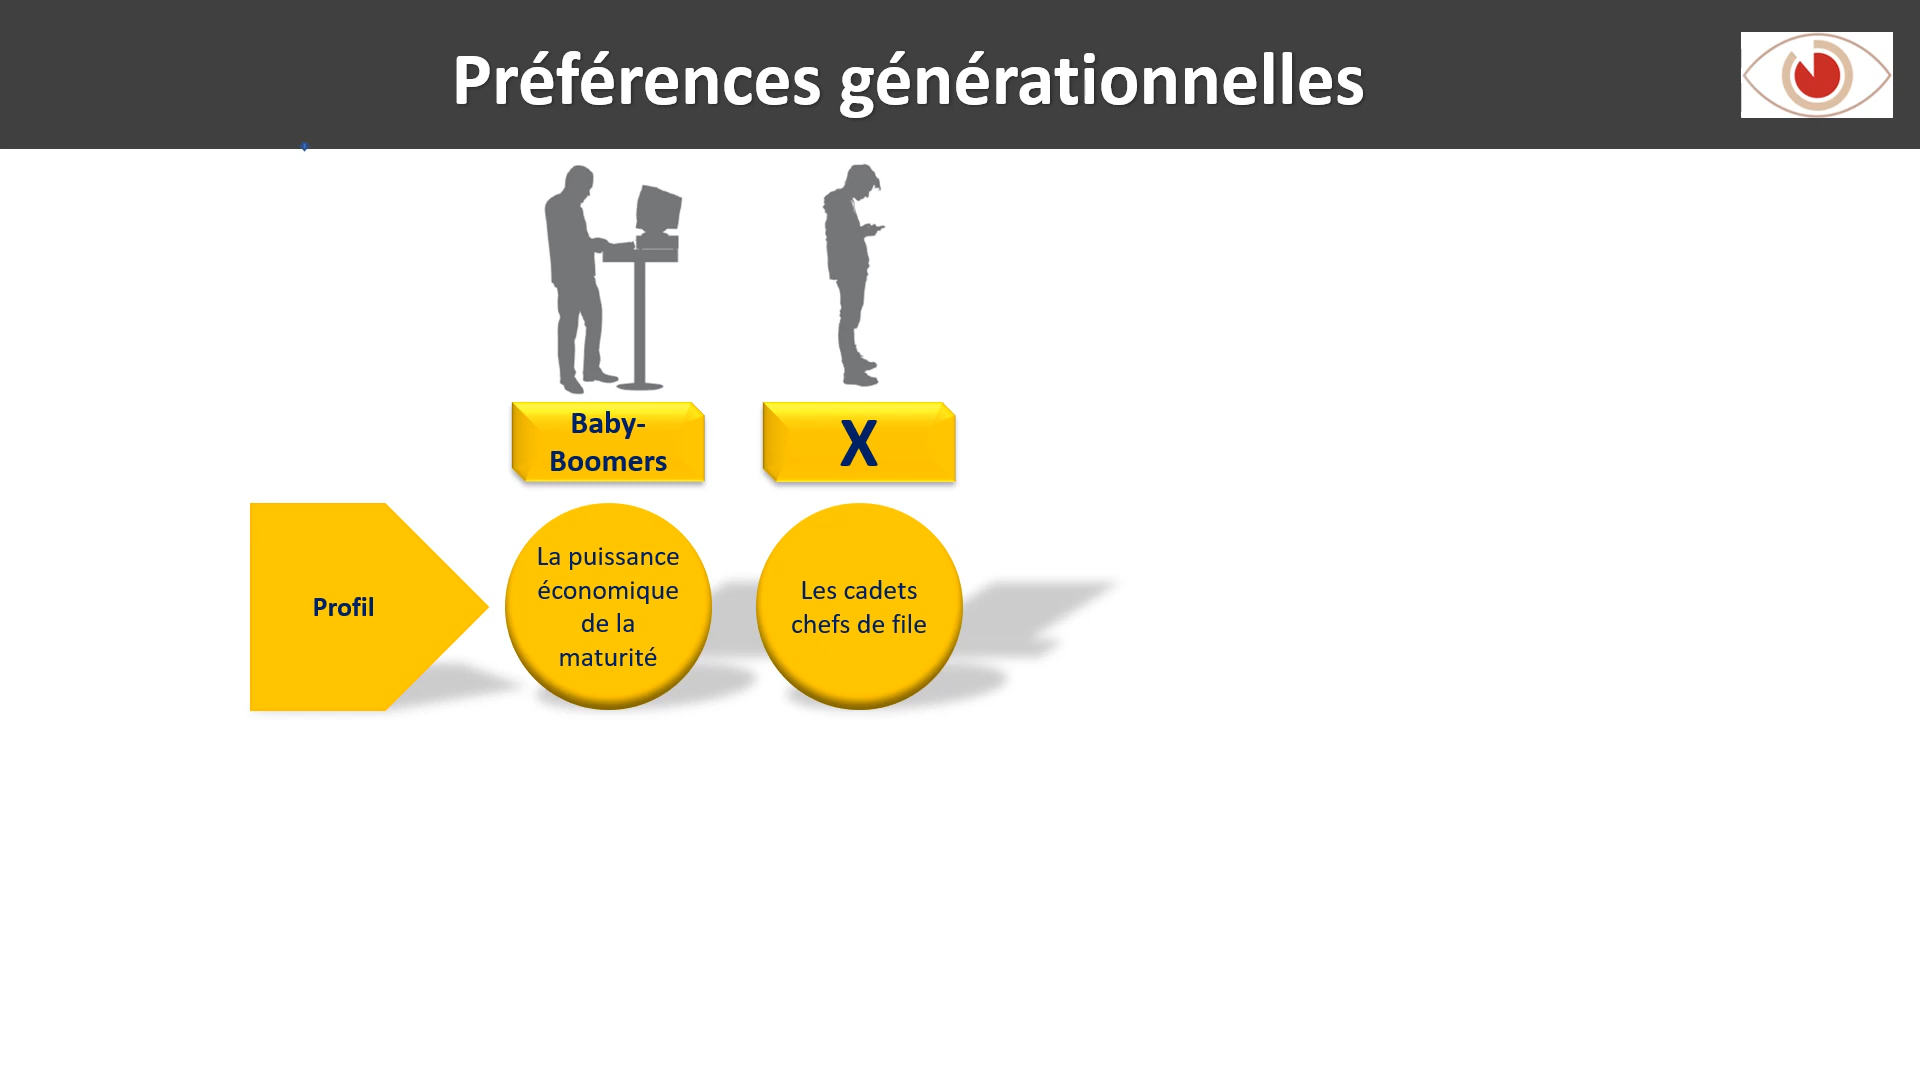 Préférences générationnelles
Baby-
Boomers
X
Profil
La puissance
économique
de la
maturité
Les cadets
chefs de file